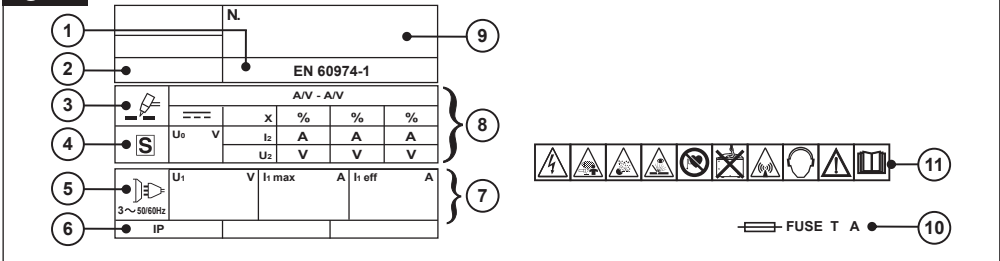 N.
1
9
2
EN 60974-1
3
A/V - A/V
X % % %
8
4
S
U0 V
I2 A A A
U2 V V V
11
5
U1 V I1 max A I1 eff A
7
3~ 50/60Hz
6
IP
FUSE T A
10